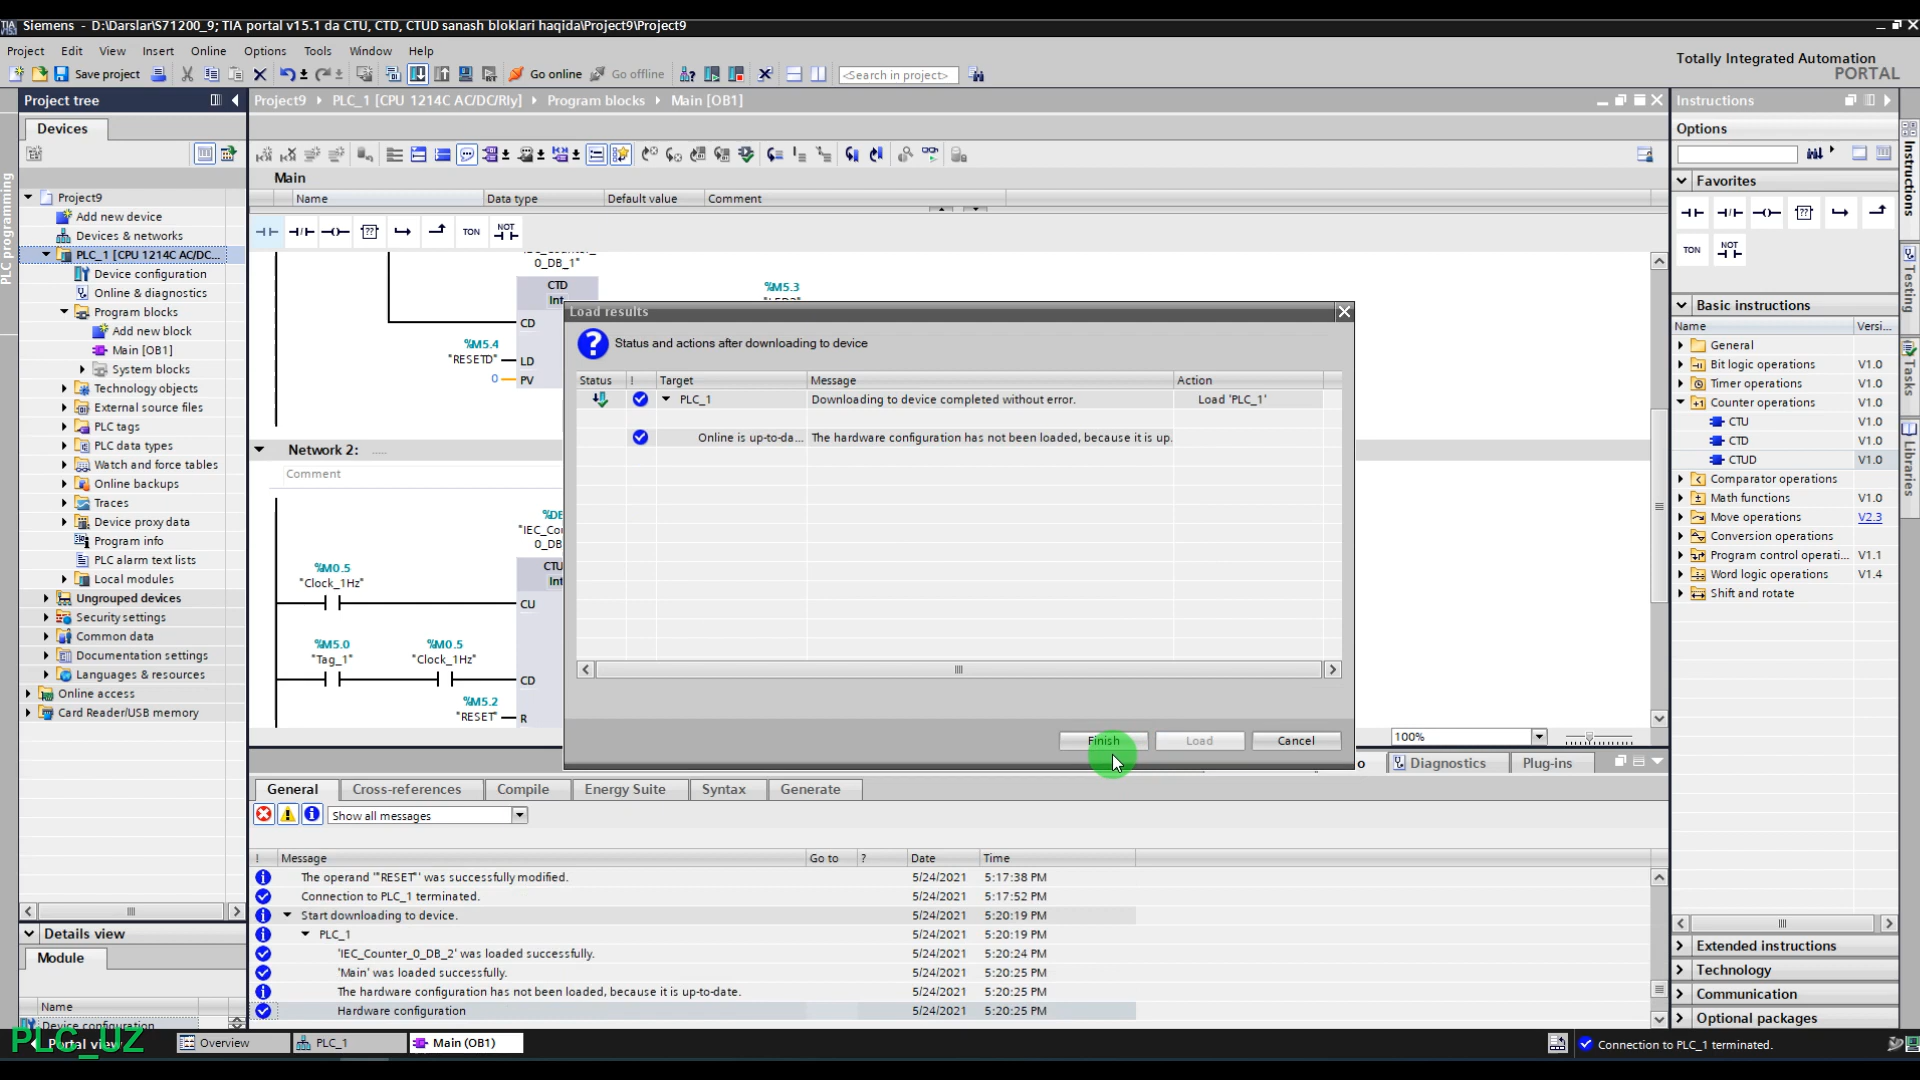 Siemens - D:\Darslar\S71200_9; TIA portal v15.1 da CTU, CTD, CTUD sanash bloklari haqida\Project9\Project9
Project Edit View Insert Online Options Tools Window Help
Totally Integrated Automation
PORTAL
Save project Go online Go offline <Search in project>
Project tree
Project9 PLC_1 [CPU 1214C AC/DC/Rly] Program blocks Main [OB1]
Instructions
Devices
Options
PLC programming
Main
Name Data type Default value Comment
TON NOT
Project9
Add new device
Devices & networks
PLC_1 [CPU 1214C AC/DC...
Device configuration
Online & diagnostics
Program blocks
Add new block
Main [OB1]
System blocks
Technology objects
External source files
PLC tags
PLC data types
Watch and force tables
Online backups
Traces
Device proxy data
Program info
PLC alarm text lists
Local modules
Ungrouped devices
Security settings
Common data
Documentation settings
Languages & resources
Online access
Card Reader/USB memory
Details view
Module
Name
Device configuration
0_DB_1"
CTD
Int
%M5.3
CD
%M5.4
"RESETD" LD
0 PV
Network 2: .....
Comment
"IEC_Cou
0_DB
CTU
Int
%M0.5
"Clock_1Hz"
CU
%M5.0 %M0.5
"Tag_1" "Clock_1Hz"
CD
%M5.2
"RESET" R
Load results
Status and actions after downloading to device
Status ! Target Message Action
PLC_1 Downloading to device completed without error. Load 'PLC_1'
Online is up-to-da... The hardware configuration has not been loaded, because it is up.
Finish Load Cancel
100%
Diagnostics Plug-ins
General Cross-references Compile Energy Suite Syntax Generate
Show all messages
! Message Go to ? Date Time
The operand '"RESET"' was successfully modified. 5/24/2021 5:17:38 PM
Connection to PLC_1 terminated. 5/24/2021 5:17:52 PM
Start downloading to device. 5/24/2021 5:20:19 PM
PLC_1 5/24/2021 5:20:19 PM
'IEC_Counter_0_DB_2' was loaded successfully. 5/24/2021 5:20:24 PM
'Main' was loaded successfully. 5/24/2021 5:20:25 PM
The hardware configuration has not been loaded, because it is up-to-date. 5/24/2021 5:20:25 PM
Hardware configuration 5/24/2021 5:20:25 PM
Favorites
TON NOT
Basic instructions
Name Versi...
General
Bit logic operations V1.0
Timer operations V1.0
Counter operations V1.0
CTU V1.0
CTD V1.0
CTUD V1.0
Comparator operations
Math functions V1.0
Move operations V2.3
Conversion operations
Program control operati... V1.1
Word logic operations V1.4
Shift and rotate
Extended instructions
Technology
Communication
Optional packages
Instructions
Testing
Tasks
Libraries
PLC_UZ
Portal view Overview PLC_1 Main (OB1) Connection to PLC_1 terminated.